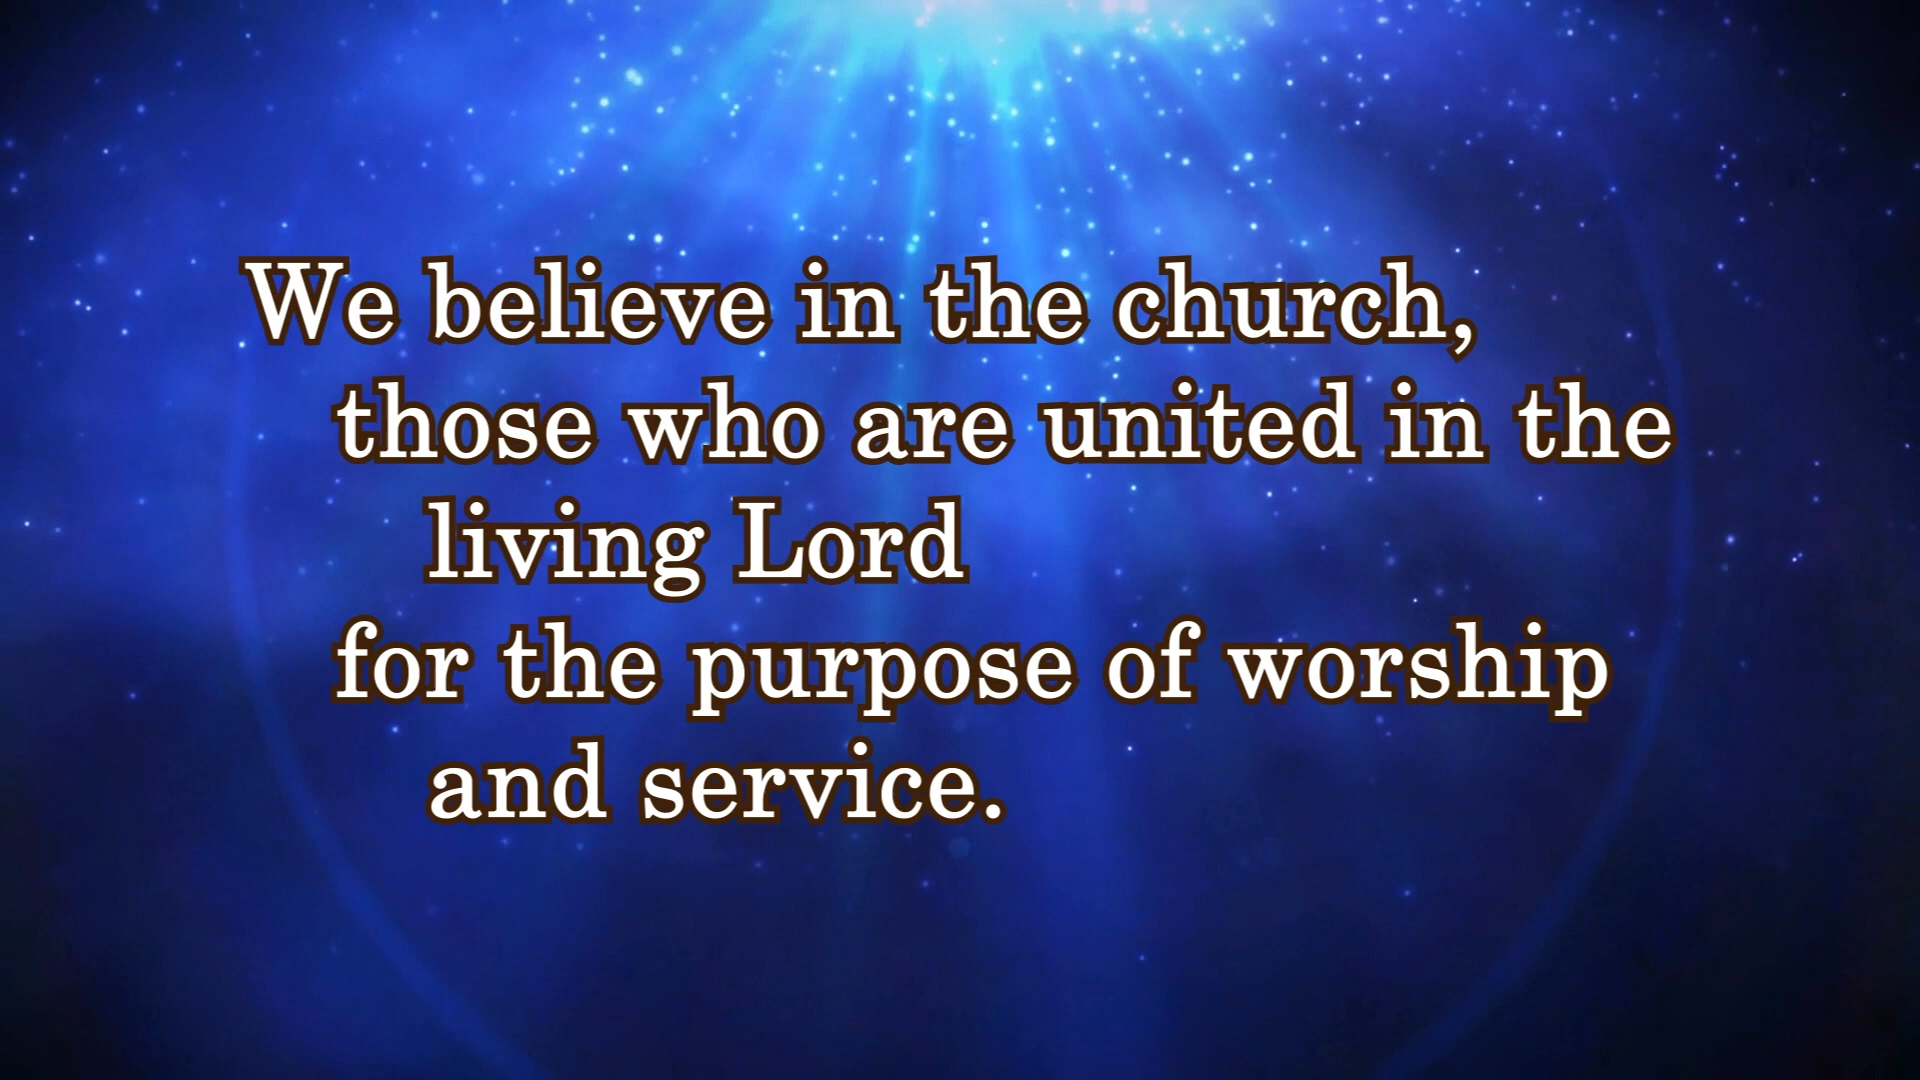 We believe in the church,
those who are united in the
living Lord
for the purpose of worship
and service.